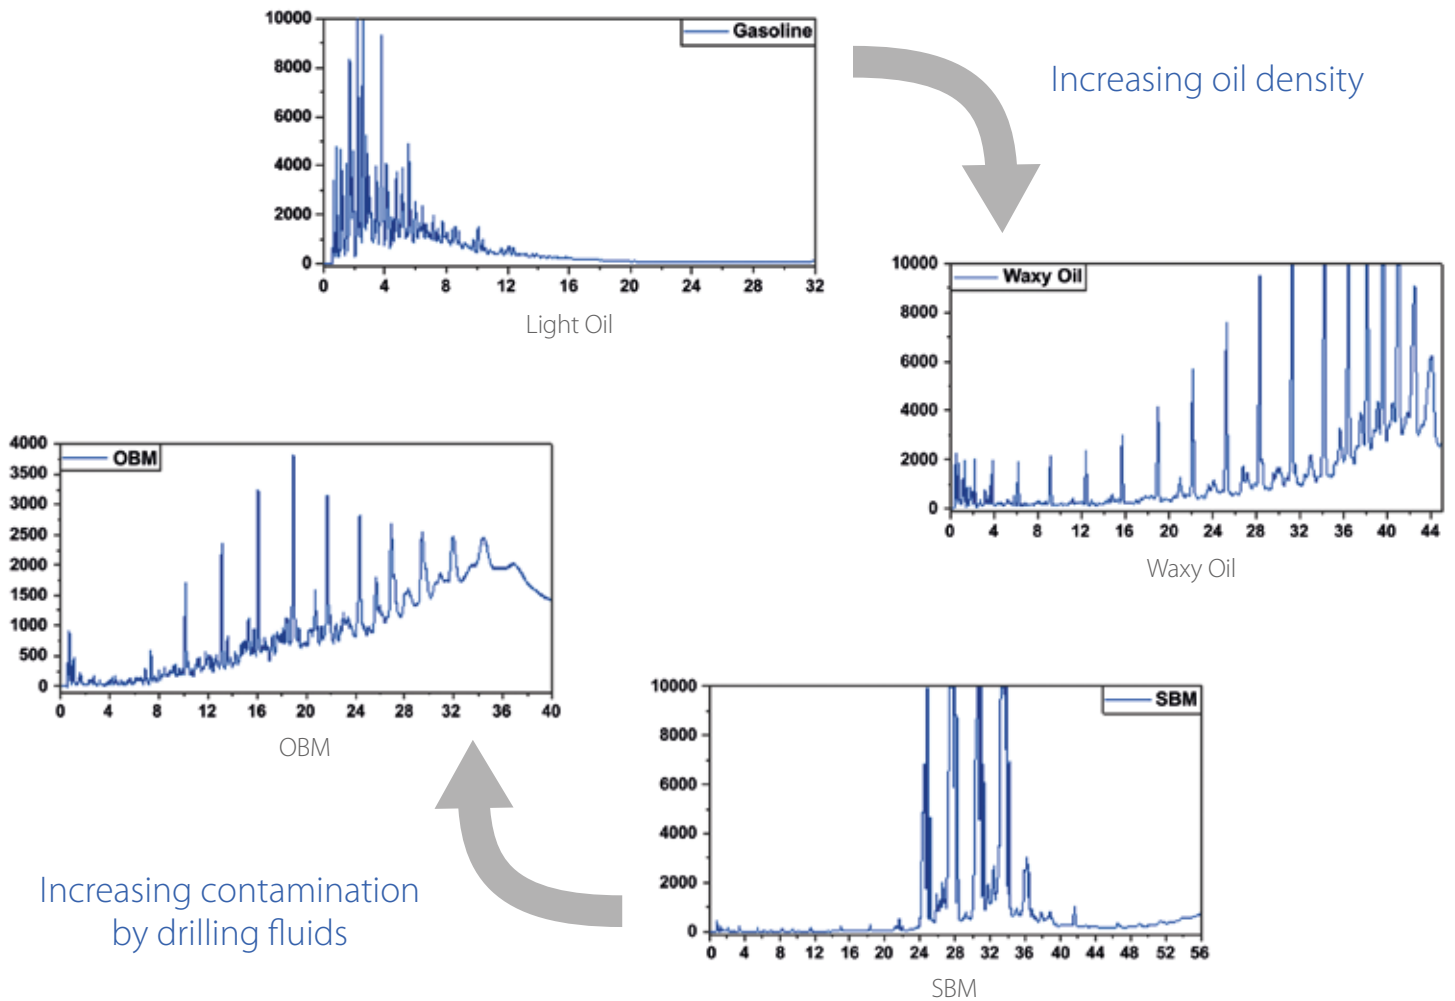 10000
8000
6000
4000
2000
0
Gasoline
0 4 8 12 16 20 24 28 32
Light Oil
Increasing oil density
10000
8000
6000
4000
2000
0
Waxy Oil
0 4 8 12 16 20 24 28 32 36 40 44
Waxy Oil
4000
3500
3000
2500
2000
1500
1000
500
0
OBM
0 4 8 12 16 20 24 28 32 36 40
OBM
10000
8000
6000
4000
2000
0
SBM
0 4 8 12 16 20 24 28 32 36 40 44 48 52 56
SBM
Increasing contamination
by drilling fluids